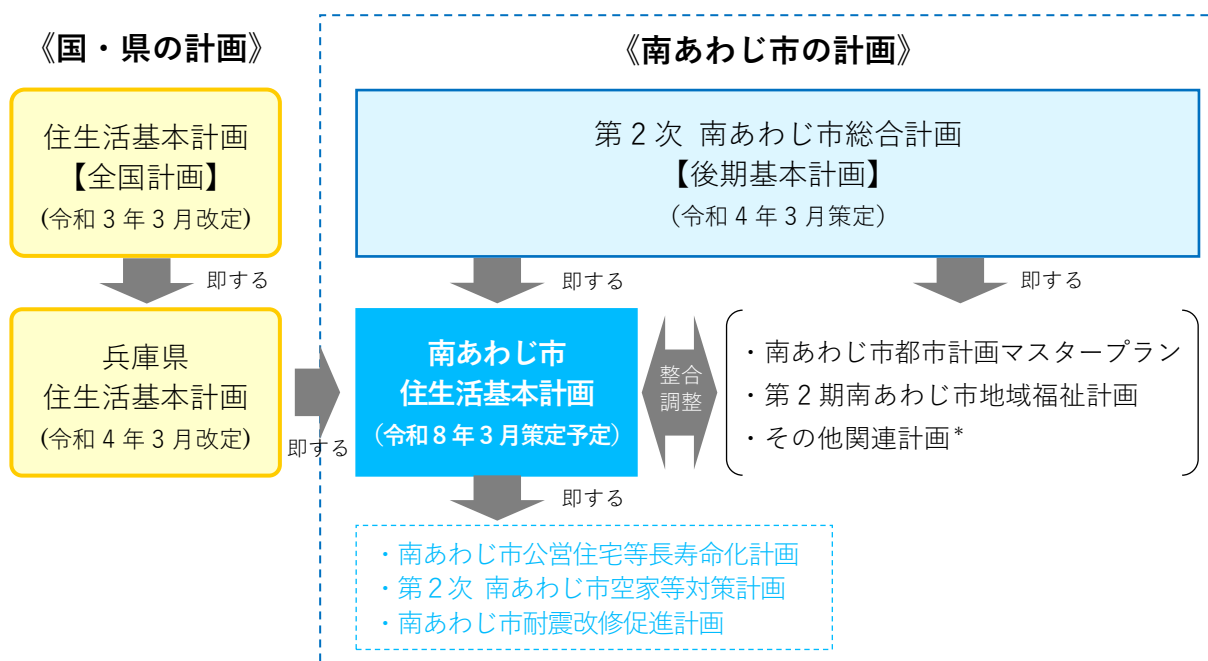 《国・県の計画》
住生活基本計画
【全国計画】
(令和3年3月改定)
即する
兵庫県
住生活基本計画
(令和4年3月改定)
即する
《南あわじ市の計画》
第2次 南あわじ市総合計画
【後期基本計画】
(令和4年3月策定)
即する
即する
南あわじ市
住生活基本計画
(令和8年3月策定予定)
整合
調整
・南あわじ市都市計画マスタープラン
・第2期南あわじ市地域福祉計画
・その他関連計画*
即する
・南あわじ市公営住宅等長寿命化計画
・第2次 南あわじ市空家等対策計画
・南あわじ市耐震改修促進計画